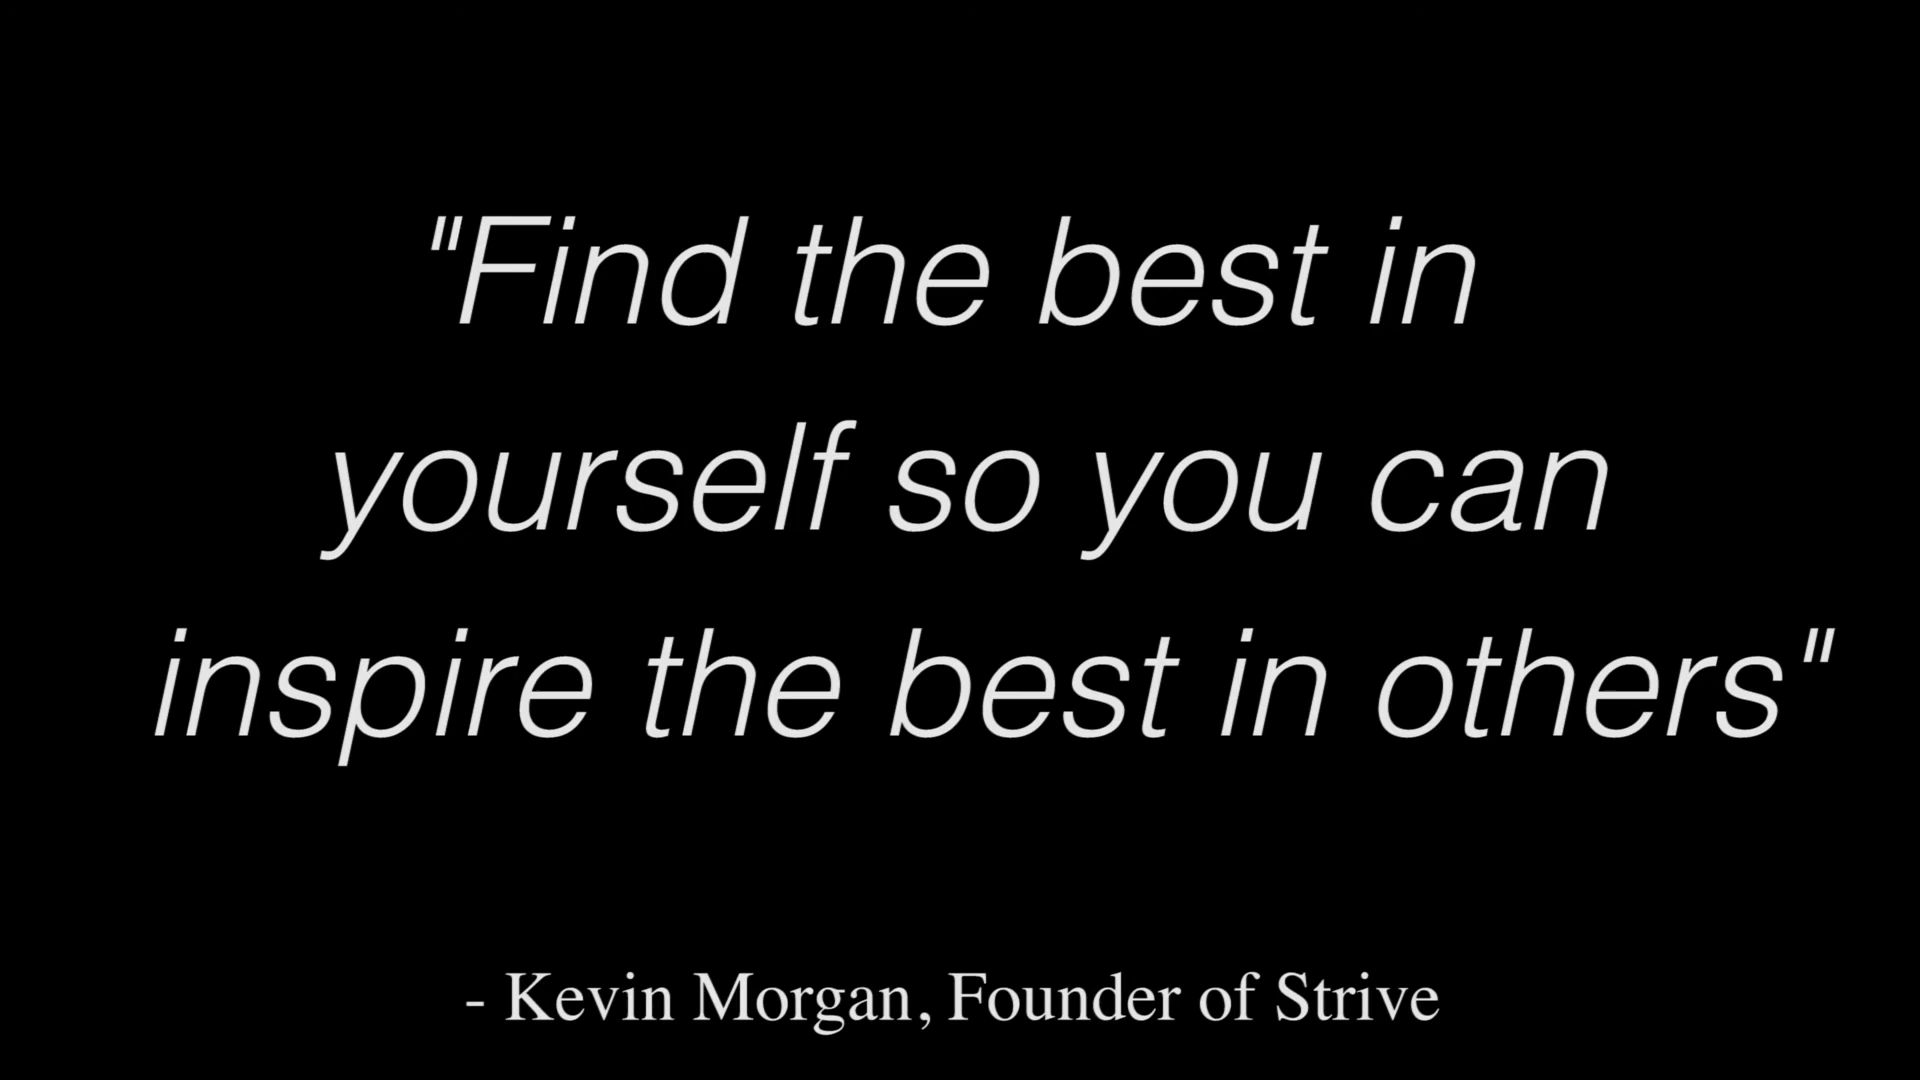 "Find the best in
yourself so you can
inspire the best in others"
- Kevin Morgan, Founder of Strive